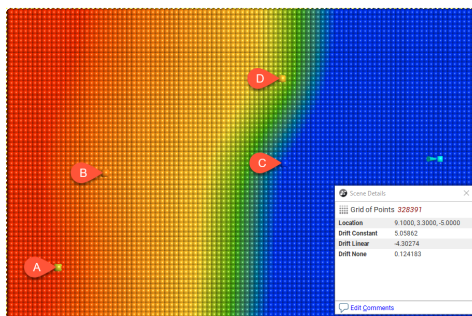 D
B
C
A
Scene Details
Grid of Points 328391
Location 9.1000, 3.3000, -5.0000
Drift Constant 5.05862
Drift Linear -4.30274
Drift None 0.124183
Edit Comments